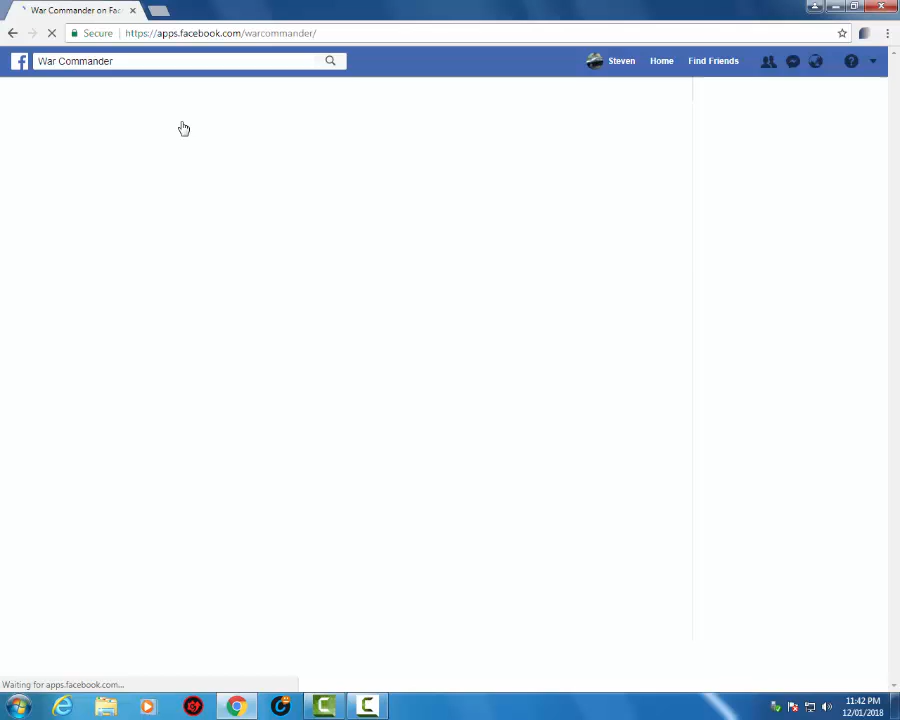 War Commander on Fac
Secure
https://apps.facebook.com/warcommander/
War Commander
Steven
Home
Find Friends
Waiting for apps.facebook.com...
11:42 PM
12/01/2018